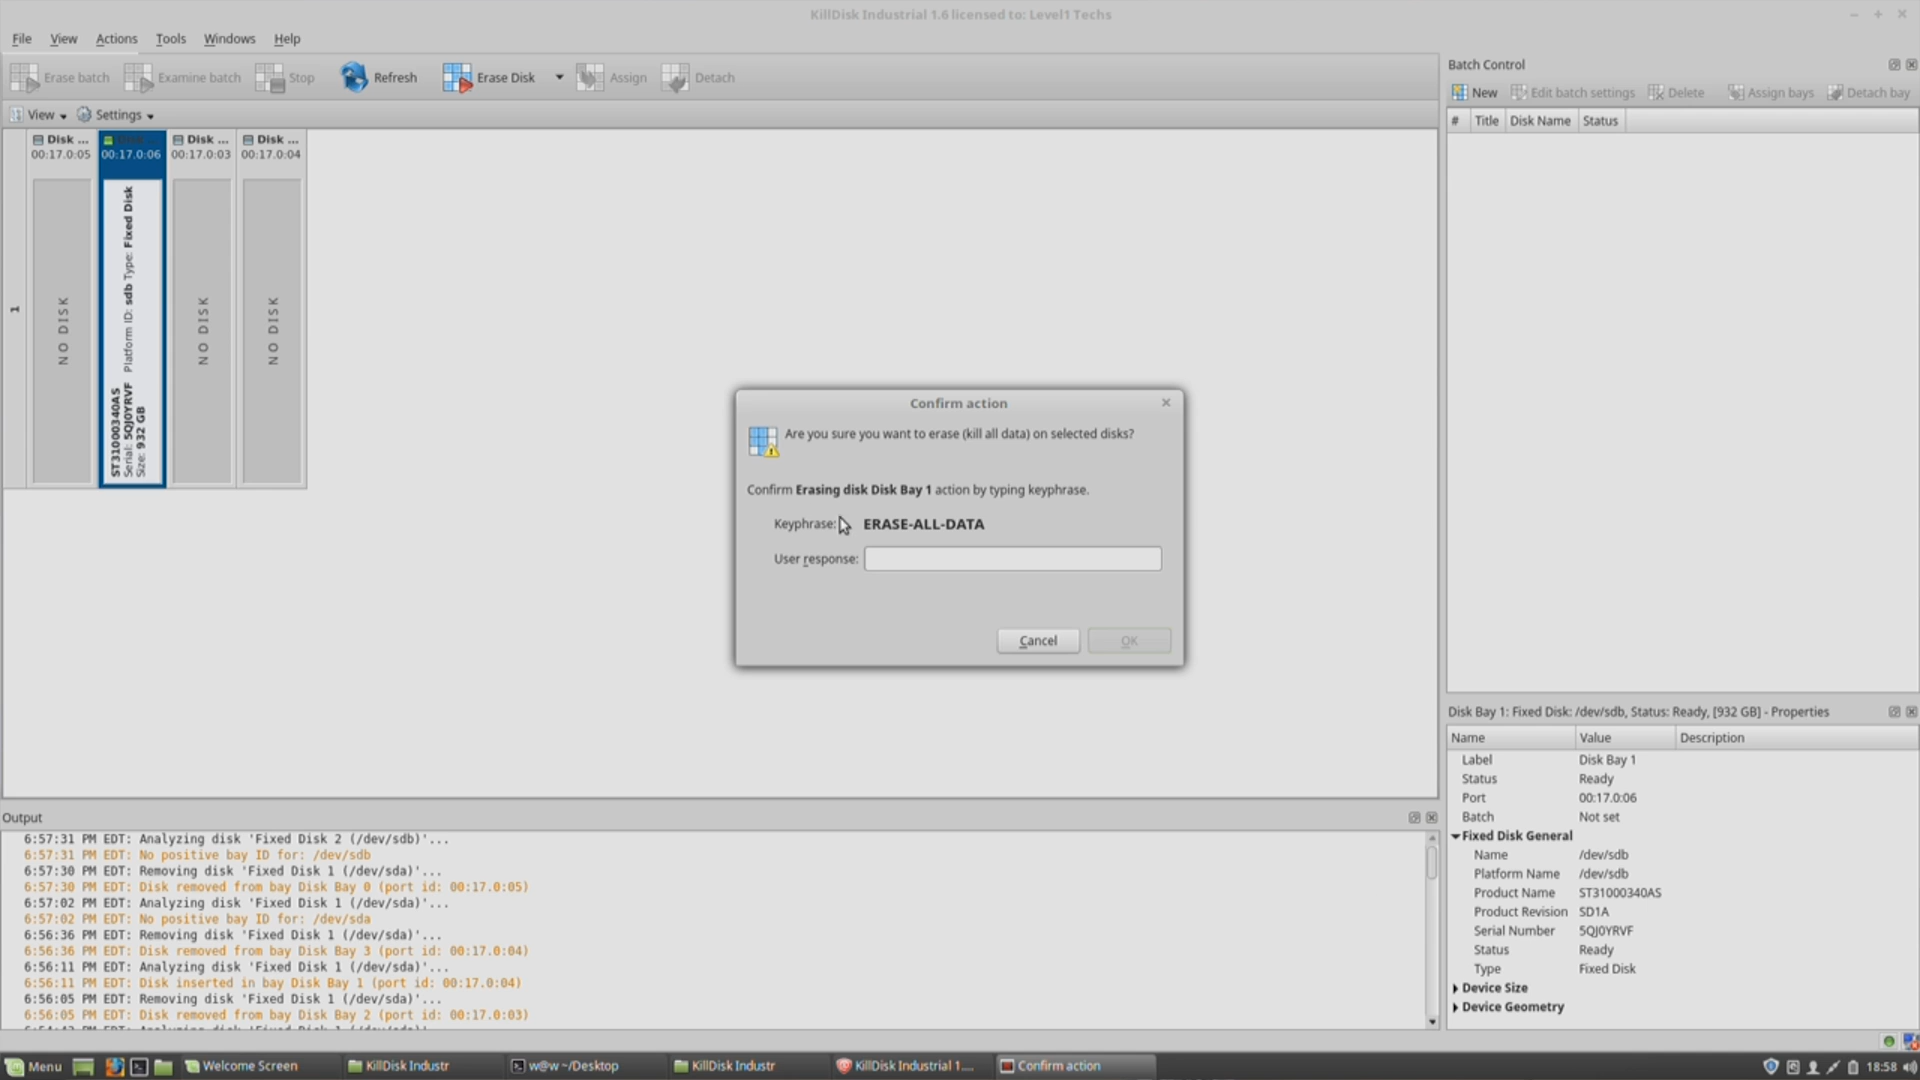 KillDisk Industrial 1.6 licensed to: Level1 Techs
File View Actions Tools Windows Help
Erase batch Examine batch Stop Refresh Erase Disk Assign Detach
View Settings
Disk ... Disk ... Disk ...
00:17.0:05 00:17.0:06 00:17.0:03 00:17.0:04
1
NO DISK
ST31000340AS
Serial: 5QJ0YRVF Platform ID: sdb Type: Fixed Disk
Size: 932 GB
NO DISK
NO DISK
Confirm action
Are you sure you want to erase (kill all data) on selected disks?
Confirm Erasing disk Disk Bay 1 action by typing keyphrase.
Keyphrase: ERASE-ALL-DATA
User response:
Cancel OK
Batch Control
New Edit batch settings Delete Assign bays Detach bay
# Title Disk Name Status
Disk Bay 1: Fixed Disk: /dev/sdb, Status: Ready, [932 GB] - Properties
Name Value Description
Label Disk Bay 1
Status Ready
Port 00:17.0:06
Batch Not set
Fixed Disk General
Name /dev/sdb
Platform Name /dev/sdb
Product Name ST31000340AS
Product Revision SD1A
Serial Number 5QJ0YRVF
Status Ready
Type Fixed Disk
Device Size
Device Geometry
Output
6:57:31 PM EDT: Analyzing disk 'Fixed Disk 2 (/dev/sdb)'...
6:57:31 PM EDT: No positive bay ID for: /dev/sdb
6:57:30 PM EDT: Removing disk 'Fixed Disk 1 (/dev/sda)'...
6:57:30 PM EDT: Disk removed from bay Disk Bay 0 (port id: 00:17.0:05)
6:57:02 PM EDT: Analyzing disk 'Fixed Disk 1 (/dev/sda)'...
6:57:02 PM EDT: No positive bay ID for: /dev/sda
6:56:36 PM EDT: Removing disk 'Fixed Disk 1 (/dev/sda)'...
6:56:36 PM EDT: Disk removed from bay Disk Bay 3 (port id: 00:17.0:04)
6:56:11 PM EDT: Analyzing disk 'Fixed Disk 1 (/dev/sda)'...
6:56:11 PM EDT: Disk inserted in bay Disk Bay 1 (port id: 00:17.0:04)
6:56:05 PM EDT: Removing disk 'Fixed Disk 1 (/dev/sda)'...
6:56:05 PM EDT: Disk removed from bay Disk Bay 2 (port id: 00:17.0:03)
Menu Welcome Screen KillDisk Industr w@w ~/Desktop KillDisk Industr KillDisk Industrial 1.... Confirm action 18:58